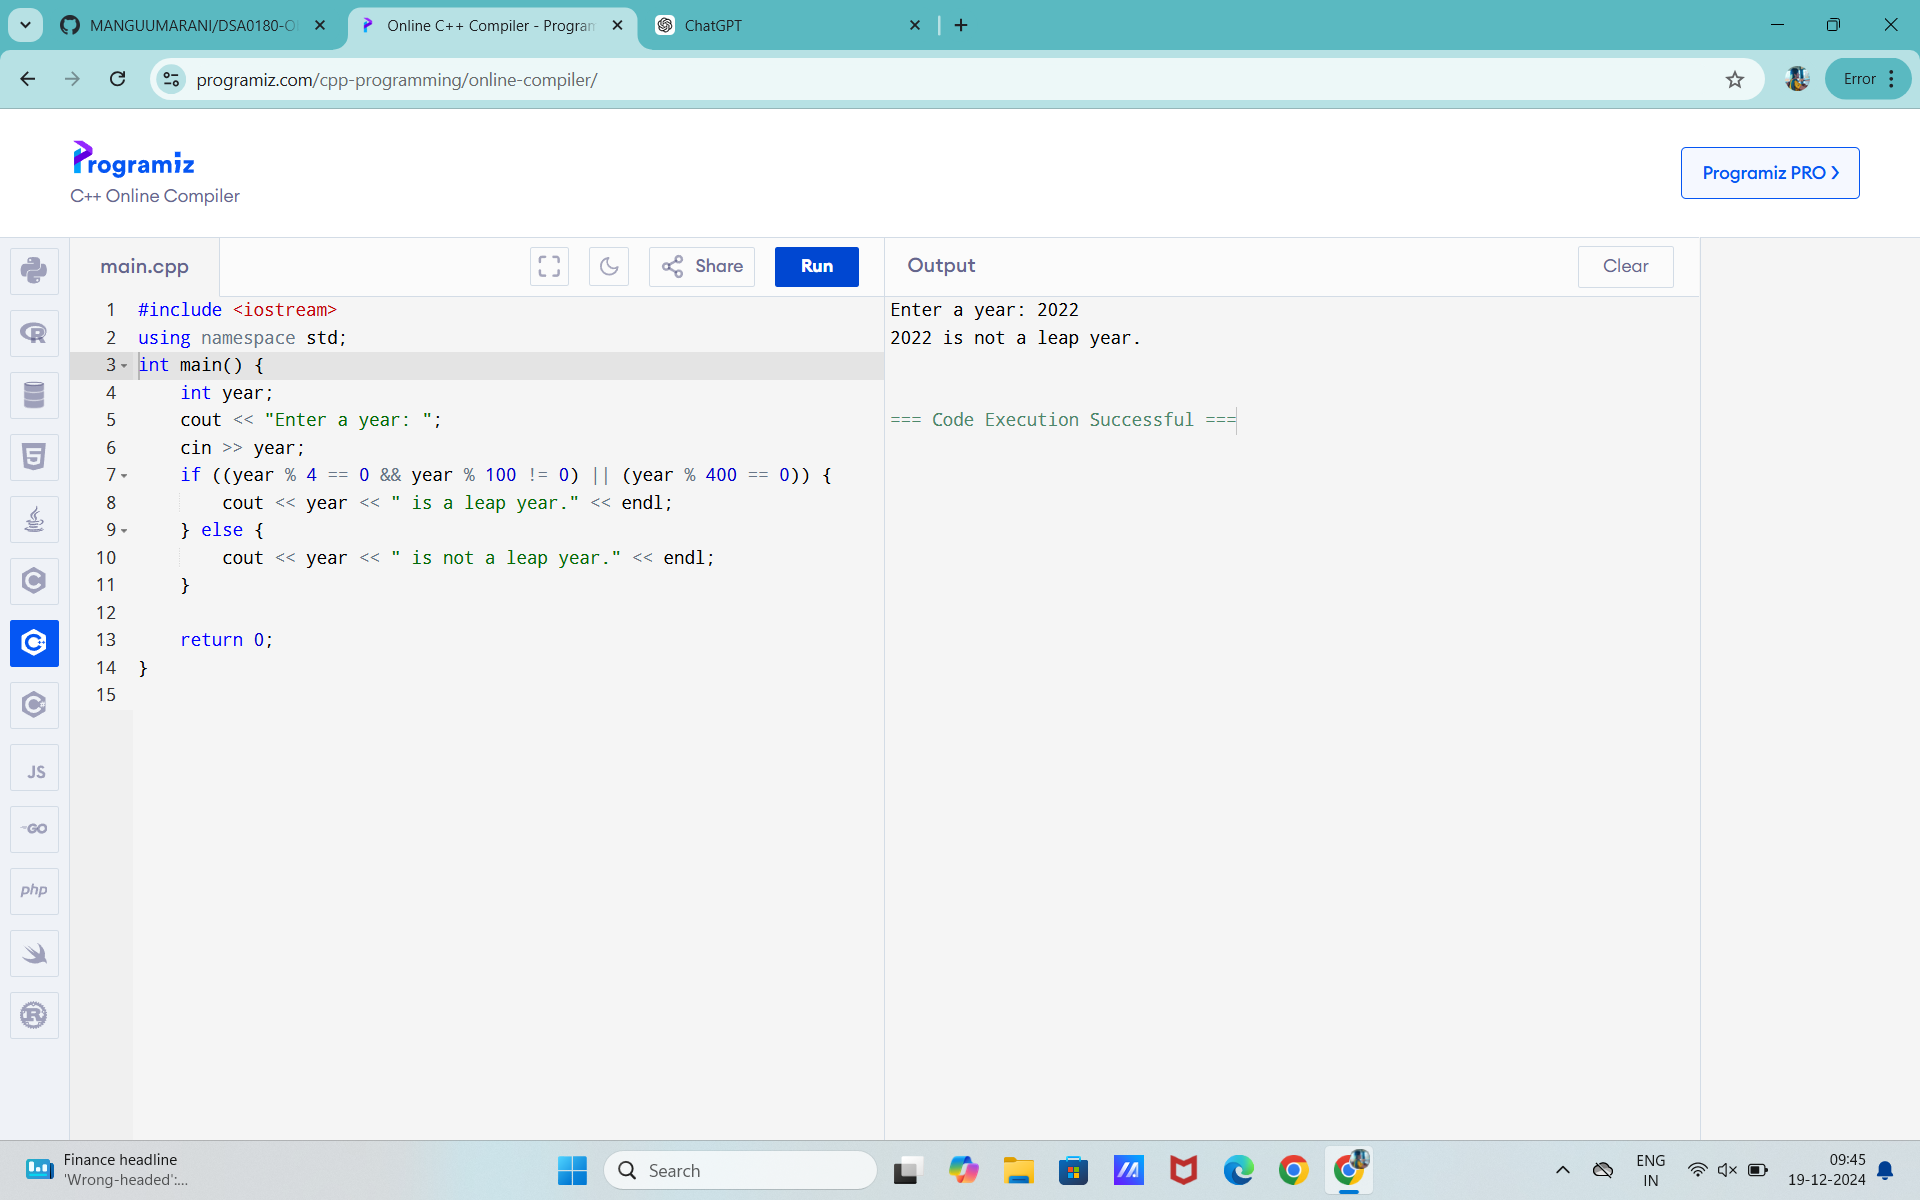 MANGUUMARANI/DSA0180-O
Online C++ Compiler - Program
ChatGPT
programiz.com/cpp-programming/online-compiler/
Error
Programiz
C++ Online Compiler
Programiz PRO >
main.cpp
Share
Run
Output
Clear
1 #include <iostream>
2 using namespace std;
3 int main() {
4 int year;
5 cout << "Enter a year: ";
6 cin >> year;
7 if ((year % 4 == 0 && year % 100 != 0) || (year % 400 == 0)) {
8 cout << year << " is a leap year." << endl;
9 } else {
10 cout << year << " is not a leap year." << endl;
11 }
12
13 return 0;
14 }
15
Enter a year: 2022
2022 is not a leap year.
=== Code Execution Successful ===
R
5
C
C+
C#
JS
GO
php
R
Finance headline
'Wrong-headed':...
Search
ENG
IN
09:45
19-12-2024